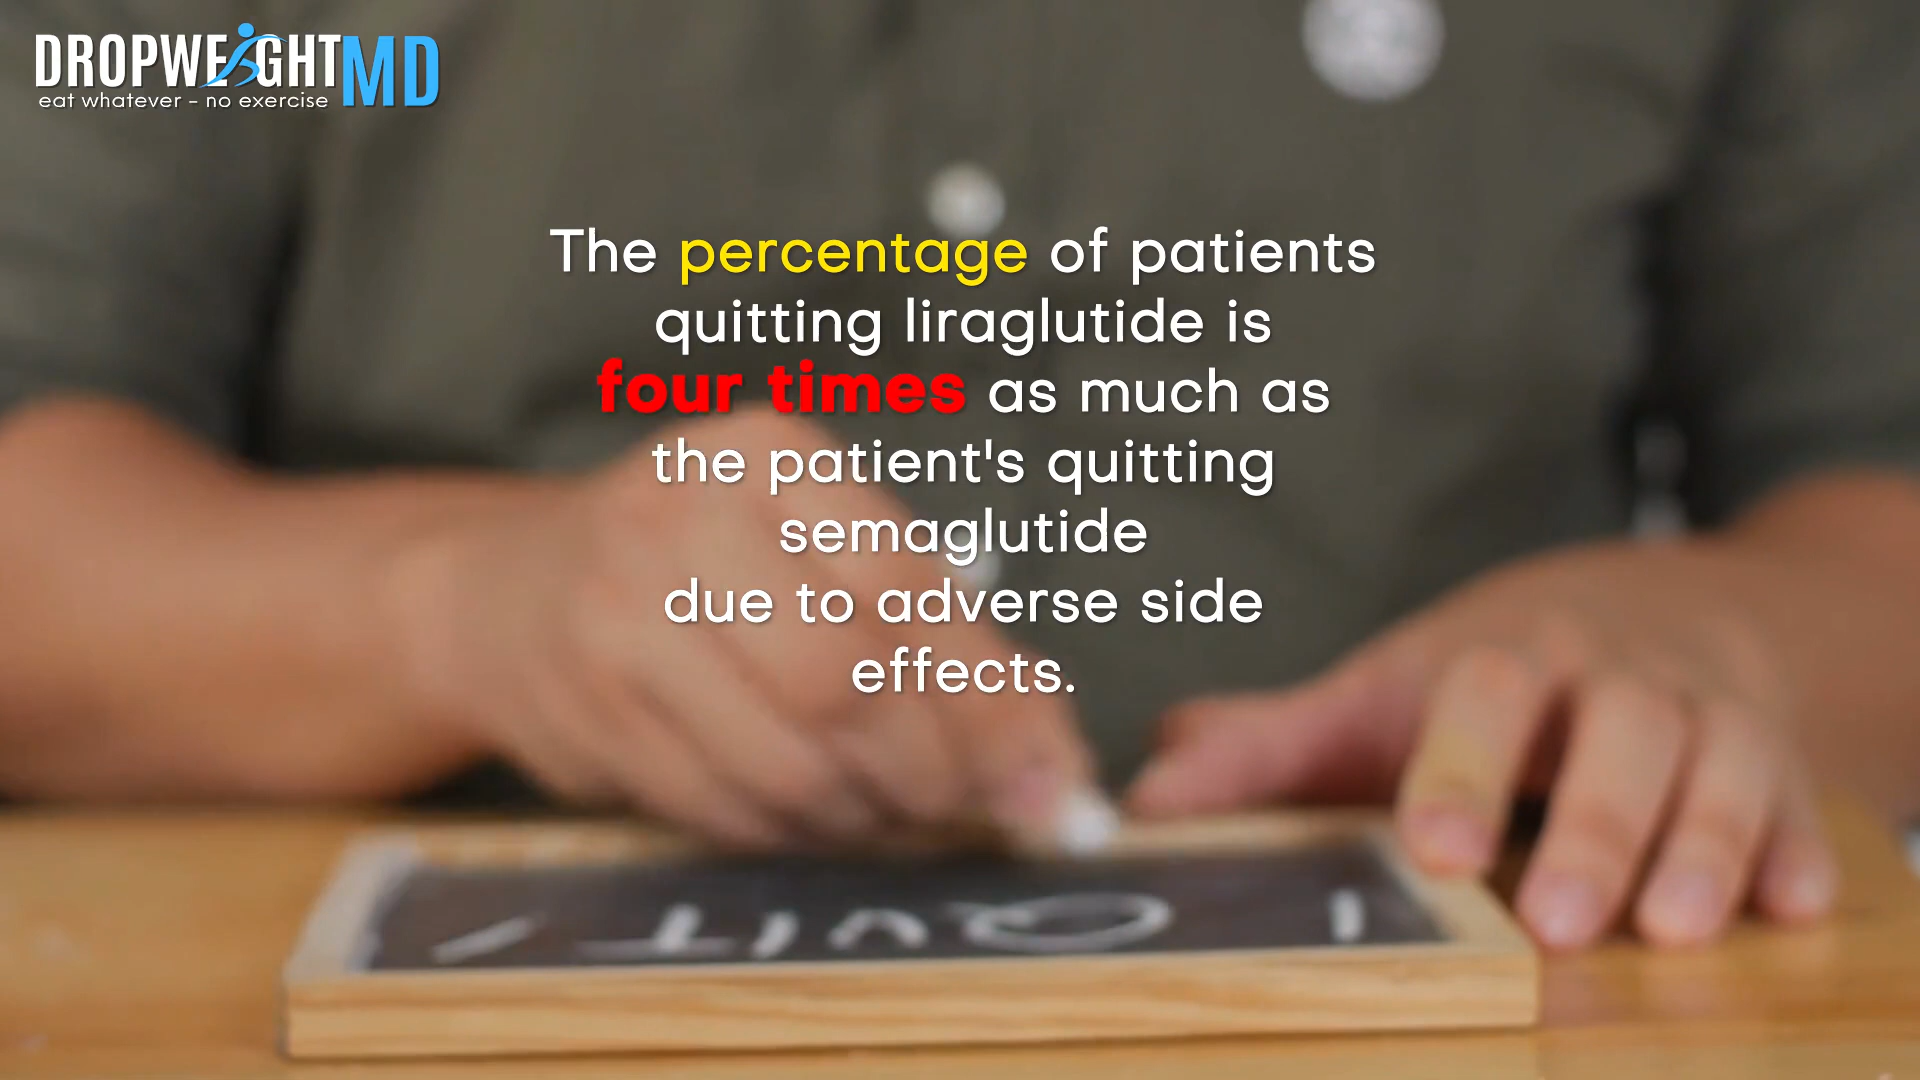 DROPWEIGHTMD
eat whatever - no exercise
The percentage of patients
quitting liraglutide is
four times as much as
the patient's quitting
semaglutide
due to adverse side
effects.
QUIT